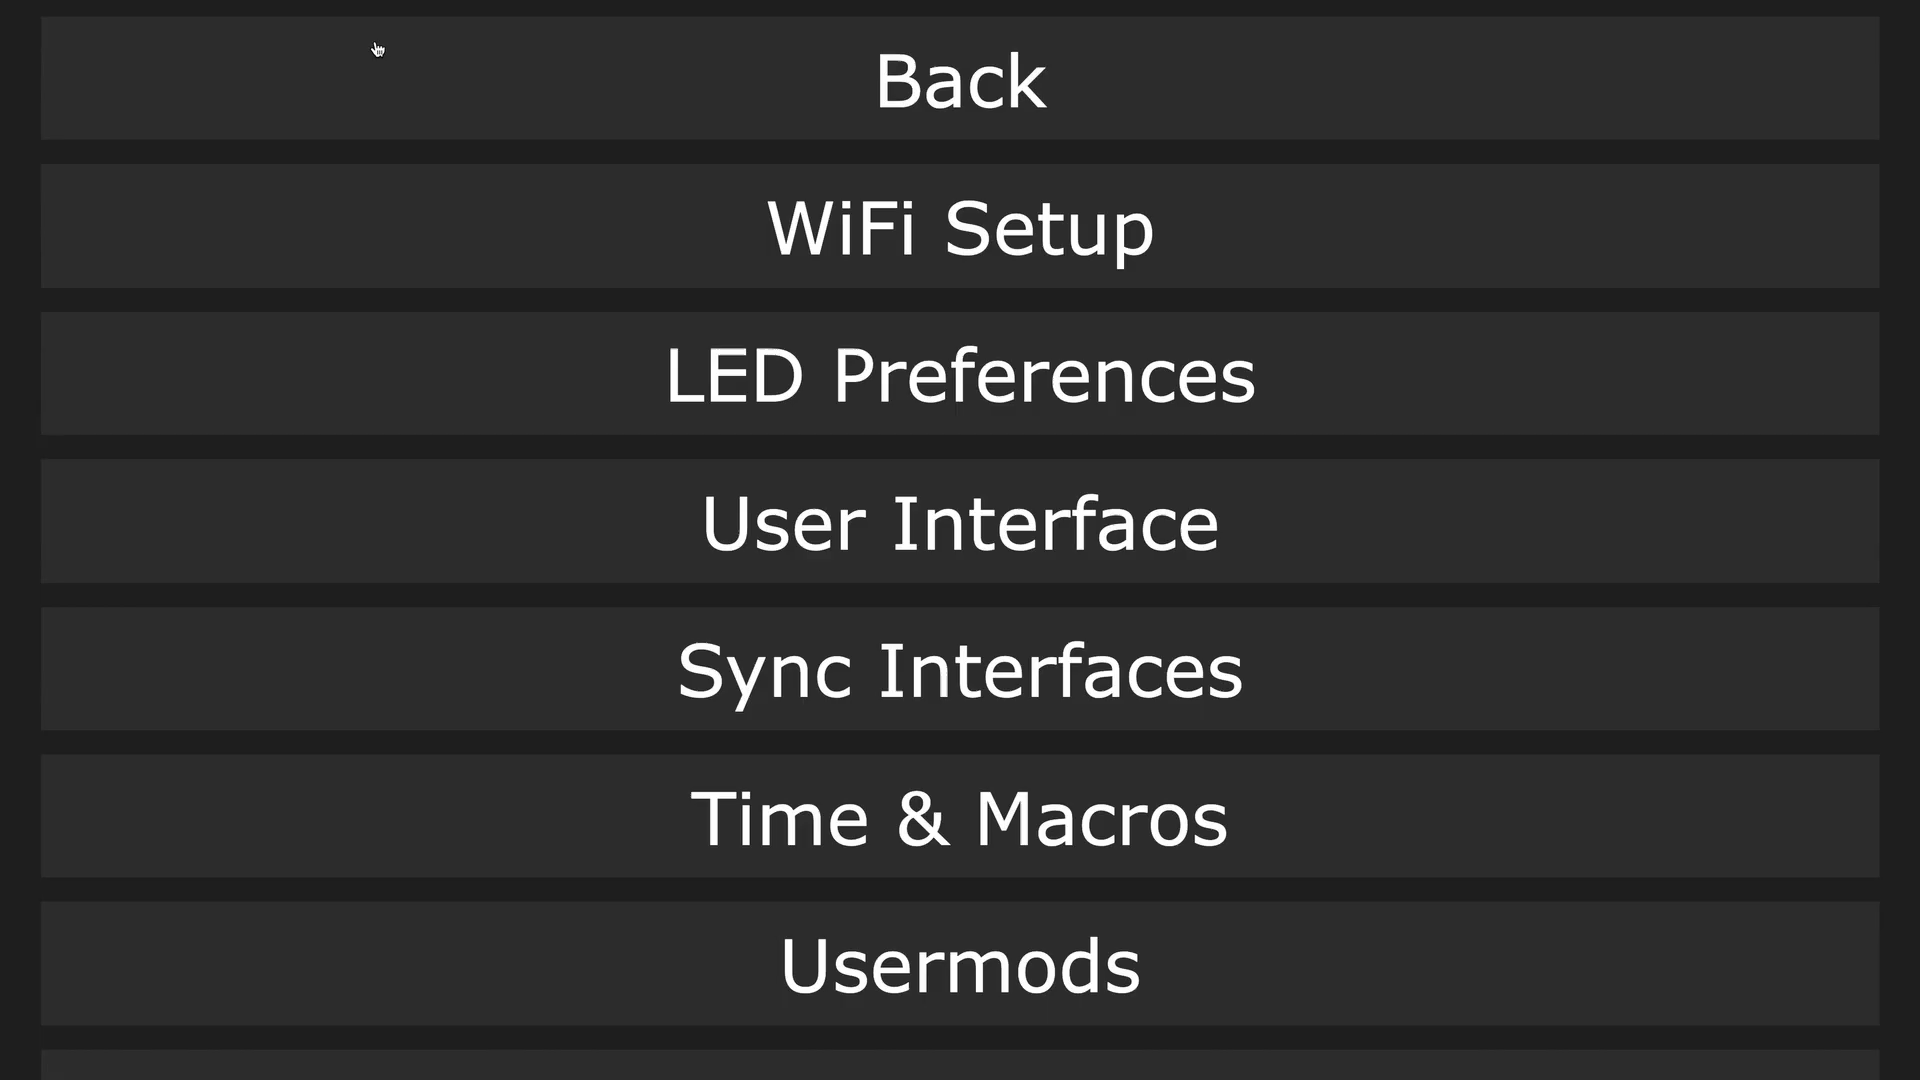 Back
WiFi Setup
LED Preferences
User Interface
Sync Interfaces
Time & Macros
Usermods